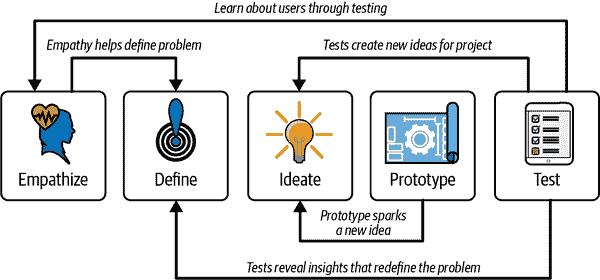 Learn about users through testing
Empathy helps define problem
Tests create new ideas for project
Empathize
Define
Ideate
Prototype
Test
Prototype sparks
a new idea
Tests reveal insights that redefine the problem